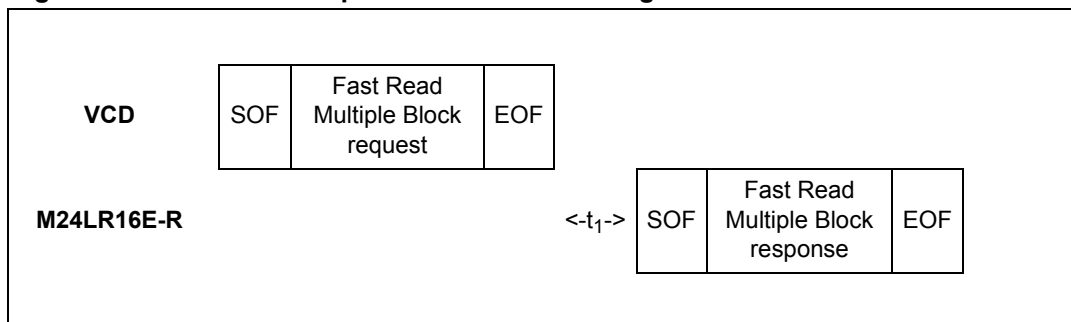 VCD
SOF
Fast Read
Multiple Block
request
EOF
M24LR16E-R
<-t₁->
SOF
Fast Read
Multiple Block
response
EOF